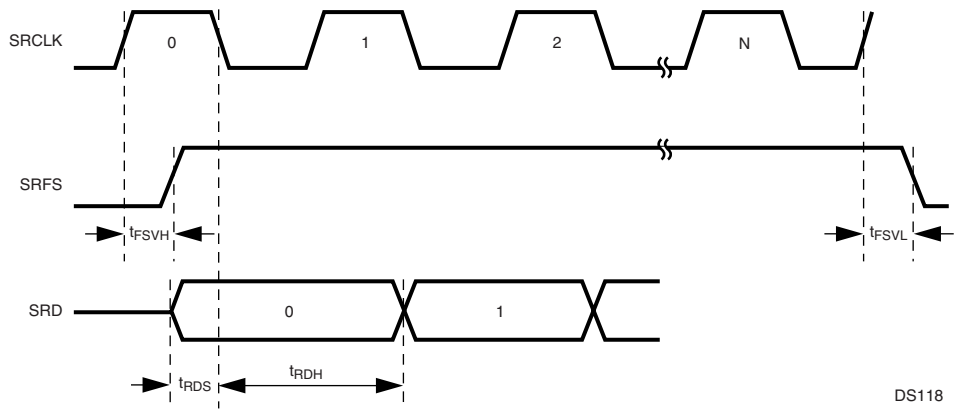 SRCLK
0
1
2
N
SRFS
tFSVH
tFSVL
SRD
0
1
tRDS
tRDH
DS118